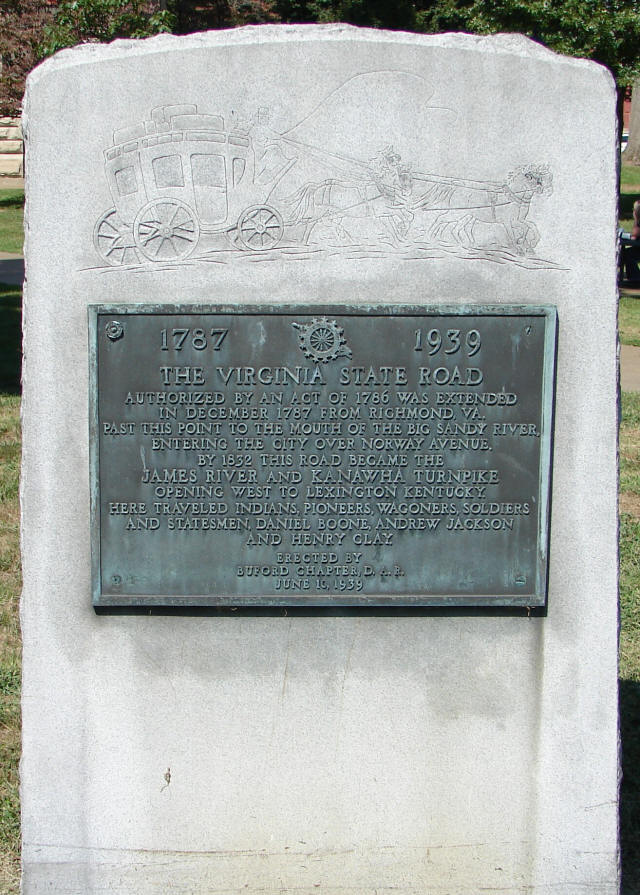 1787 1939
THE VIRGINIA STATE ROAD
AUTHORIZED BY AN ACT OF 1786 WAS EXTENDED
IN DECEMBER 1787 FROM RICHMOND VA.
PAST THIS POINT TO THE MOUTH OF THE BIG SANDY RIVER,
ENTERING THE CITY OVER NORWAY AVENUE.
BY 1832 THIS ROAD BECAME THE
JAMES RIVER AND KANAWHA TURNPIKE
OPENING WEST TO LEXINGTON KENTUCKY
HERE TRAVELED INDIANS, PIONEERS, WAGONERS, SOLDIERS
AND STATESMEN, DANIEL BOONE, ANDREW JACKSON
AND HENRY CLAY
ERECTED BY
BUFORD CHAPTER, D. A. R.
JUNE 10, 1939